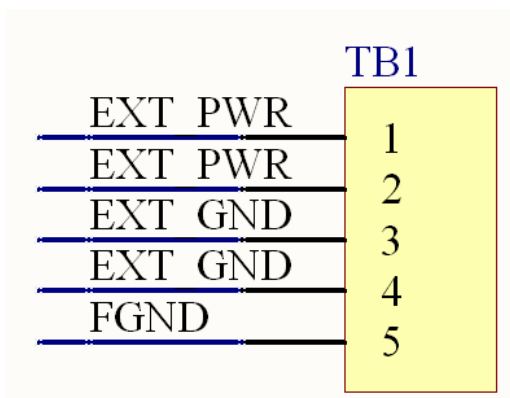 TB1
EXT PWR 1
EXT PWR 2
EXT GND 3
EXT GND 4
FGND 5